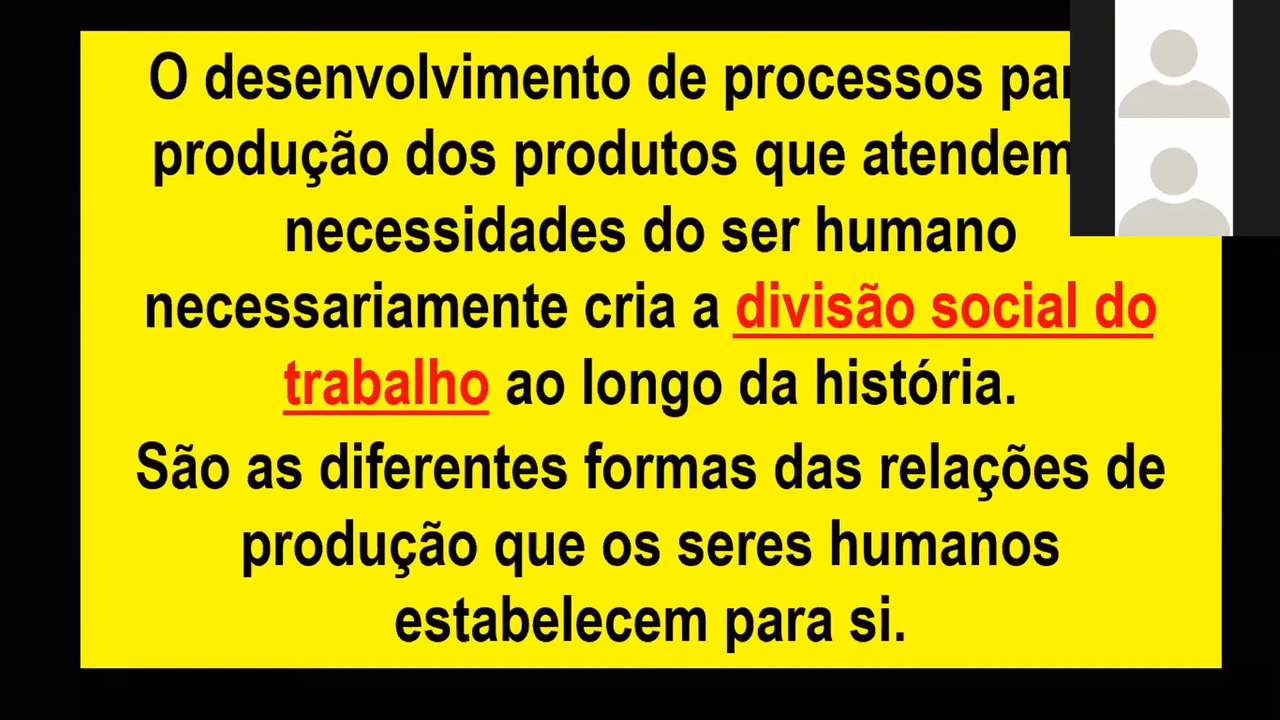 O desenvolvimento de processos
produção dos produtos que atendem
necessidades do ser humano
necessariamente cria a divisão social do
trabalho ao longo da história.
São as diferentes formas das relações de
produção que os seres humanos
estabelecem para si.